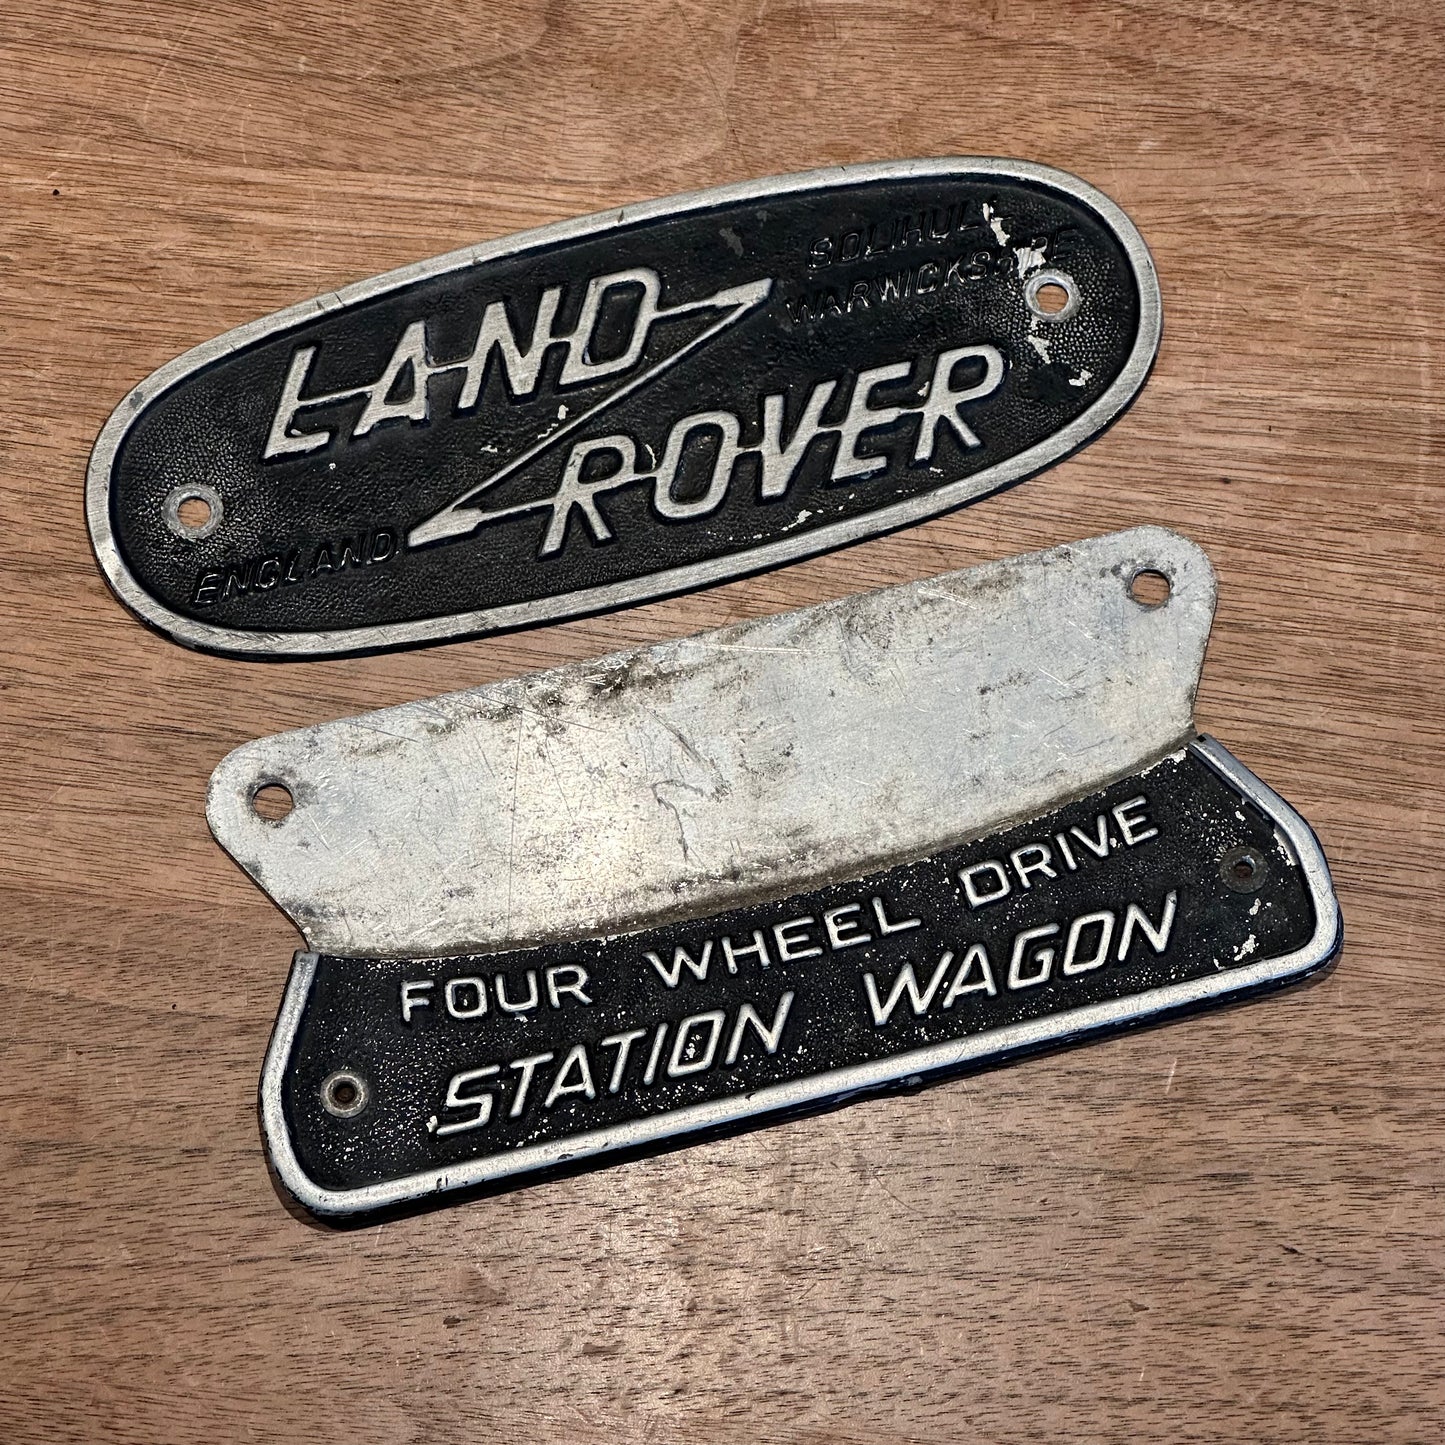 SOLIHULL
WARWICKSHIRE
LAND
ROVER
ENGLAND
FOUR WHEEL DRIVE
STATION WAGON